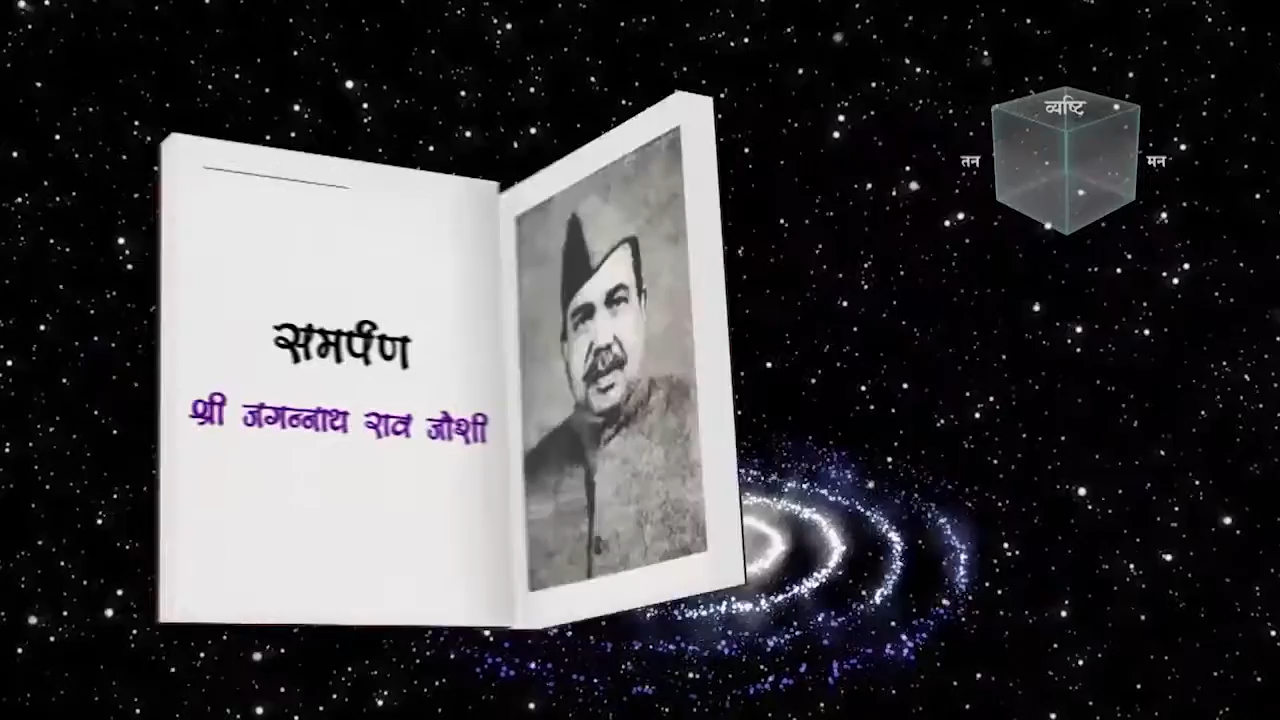 समर्पण
श्री जगन्नाथ राव जोशी
व्यष्टि
तन
मन